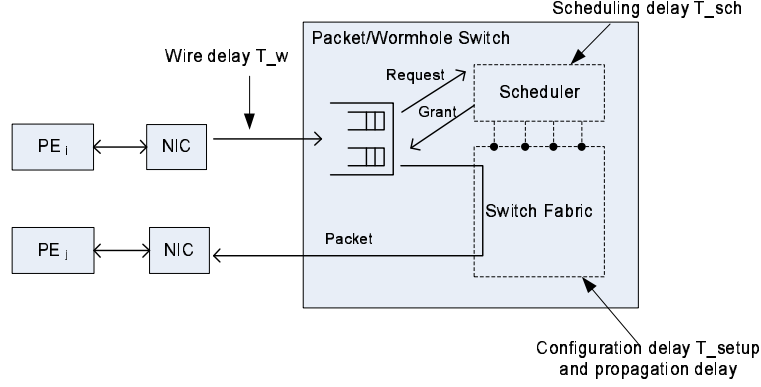 Scheduling delay T_sch
Packet/Wormhole Switch
Wire delay T_w
Request
Scheduler
Grant
PE i
NIC
Switch Fabric
PE j
NIC
Packet
Configuration delay T_setup
and propagation delay